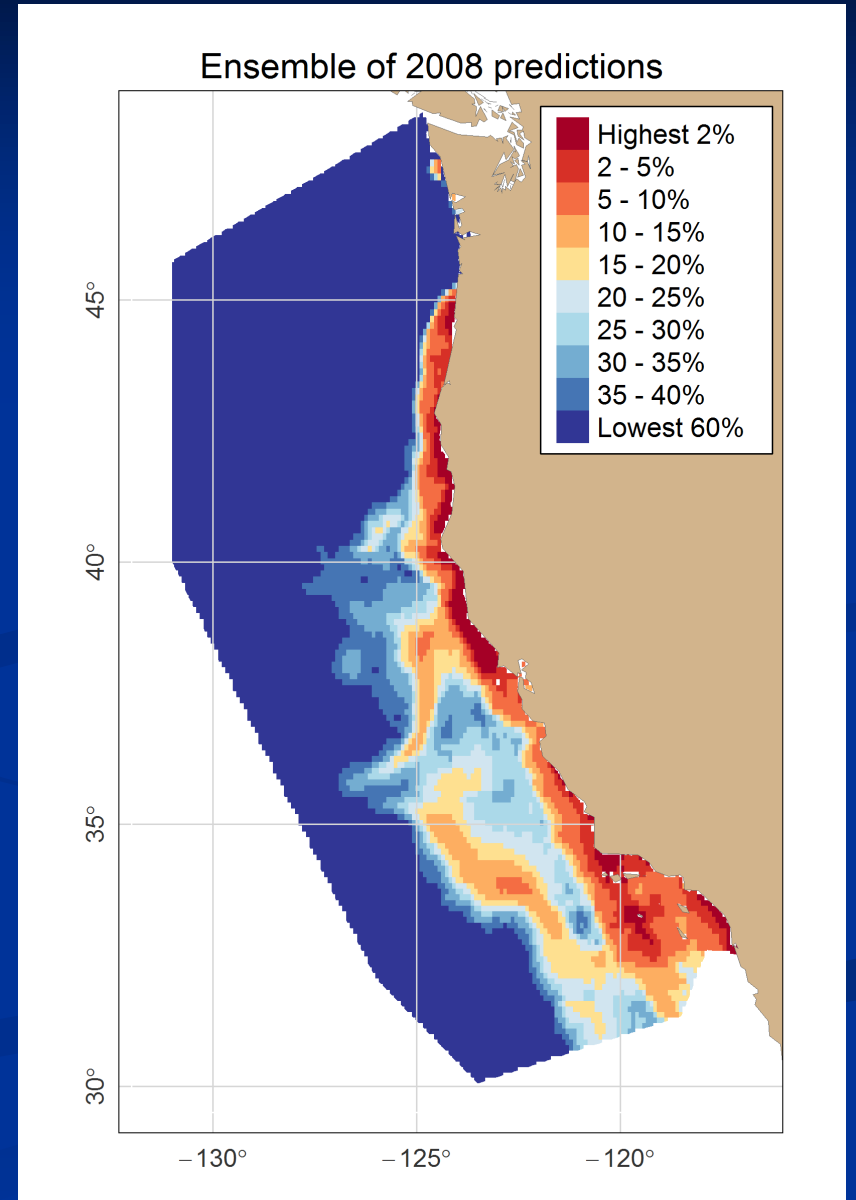 Ensemble of 2008 predictions
Highest 2%
2 - 5%
5 - 10%
10 - 15%
15 - 20%
20 - 25%
25 - 30%
30 - 35%
35 - 40%
Lowest 60%
45°
40°
35°
30°
−130°
−125°
−120°